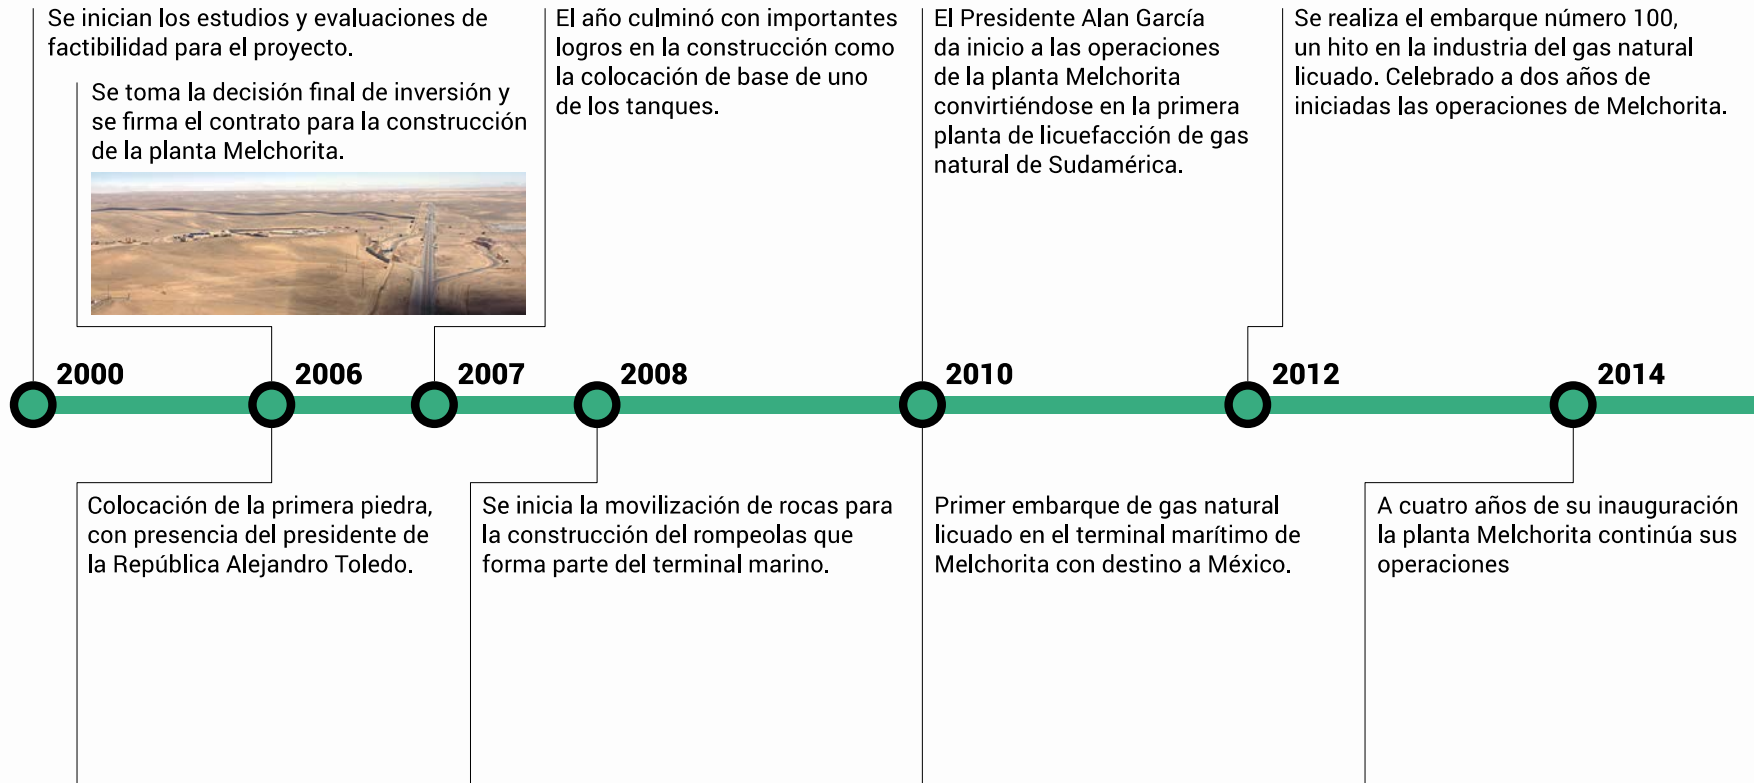 Se inician los estudios y evaluaciones de
factibilidad para el proyecto.
Se toma la decisión final de inversión y
se firma el contrato para la construcción
de la planta Melchorita.
El año culminó con importantes
logros en la construcción como
la colocación de base de uno
de los tanques.
El Presidente Alan García
da inicio a las operaciones
de la planta Melchorita
convirtiéndose en la primera
planta de licuefacción de gas
natural de Sudamérica.
Se realiza el embarque número 100,
un hito en la industria del gas natural
licuado. Celebrado a dos años de
iniciadas las operaciones de Melchorita.
2000
2006
2007
2008
2010
2012
2014
Colocación de la primera piedra,
con presencia del presidente de
la República Alejandro Toledo.
Se inicia la movilización de rocas para
la construcción del rompeolas que
forma parte del terminal marino.
Primer embarque de gas natural
licuado en el terminal marítimo de
Melchorita con destino a México.
A cuatro años de su inauguración
la planta Melchorita continúa sus
operaciones